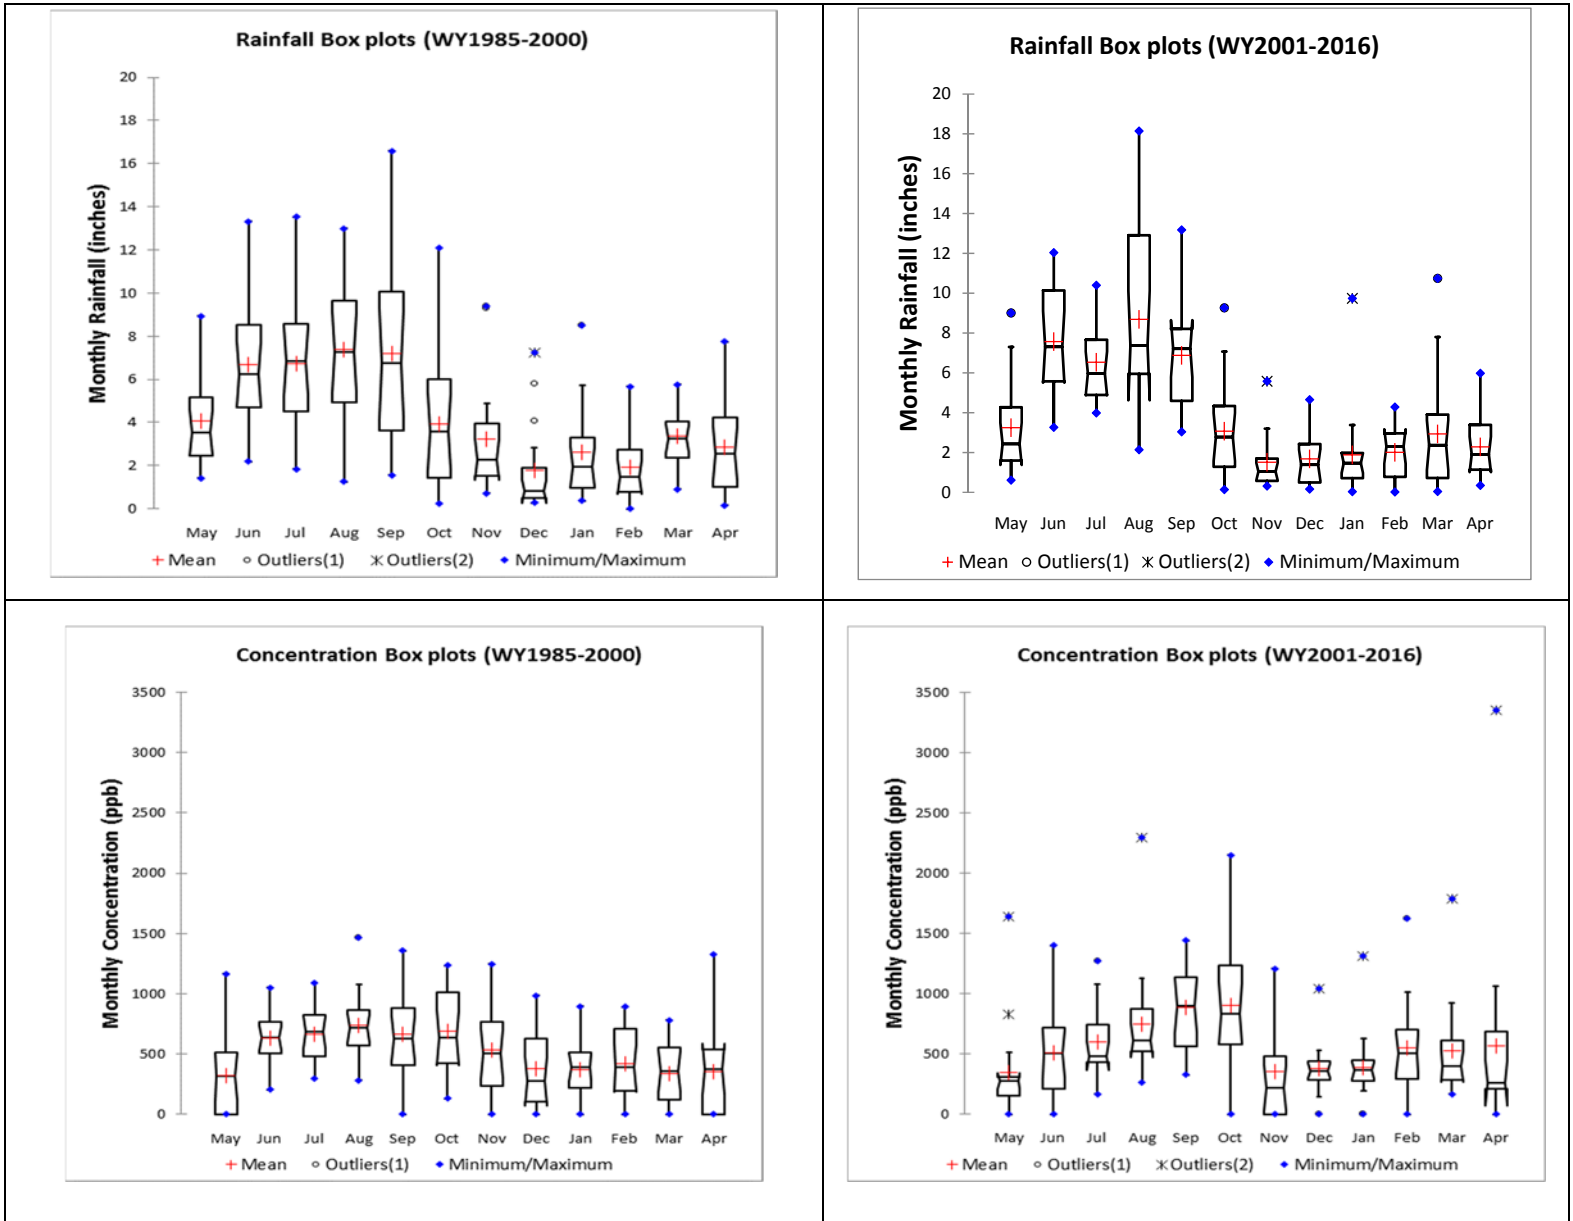 Rainfall Box plots (WY1985-2000)
Monthly Rainfall (inches)
20
18
16
14
12
10
8
6
4
2
0
May Jun Jul Aug Sep Oct Nov Dec Jan Feb Mar Apr
Mean Outliers(1) Outliers(2) Minimum/Maximum
Rainfall Box plots (WY2001-2016)
Monthly Rainfall (inches)
20
18
16
14
12
10
8
6
4
2
0
May Jun Jul Aug Sep Oct Nov Dec Jan Feb Mar Apr
Mean Outliers(1) Outliers(2) Minimum/Maximum
Concentration Box plots (WY1985-2000)
Monthly Concentration (ppb)
3500
3000
2500
2000
1500
1000
500
0
May Jun Jul Aug Sep Oct Nov Dec Jan Feb Mar Apr
Mean Outliers(1) Minimum/Maximum
Concentration Box plots (WY2001-2016)
Monthly Concentration (ppb)
3500
3000
2500
2000
1500
1000
500
0
May Jun Jul Aug Sep Oct Nov Dec Jan Feb Mar Apr
Mean Outliers(1) Outliers(2) Minimum/Maximum